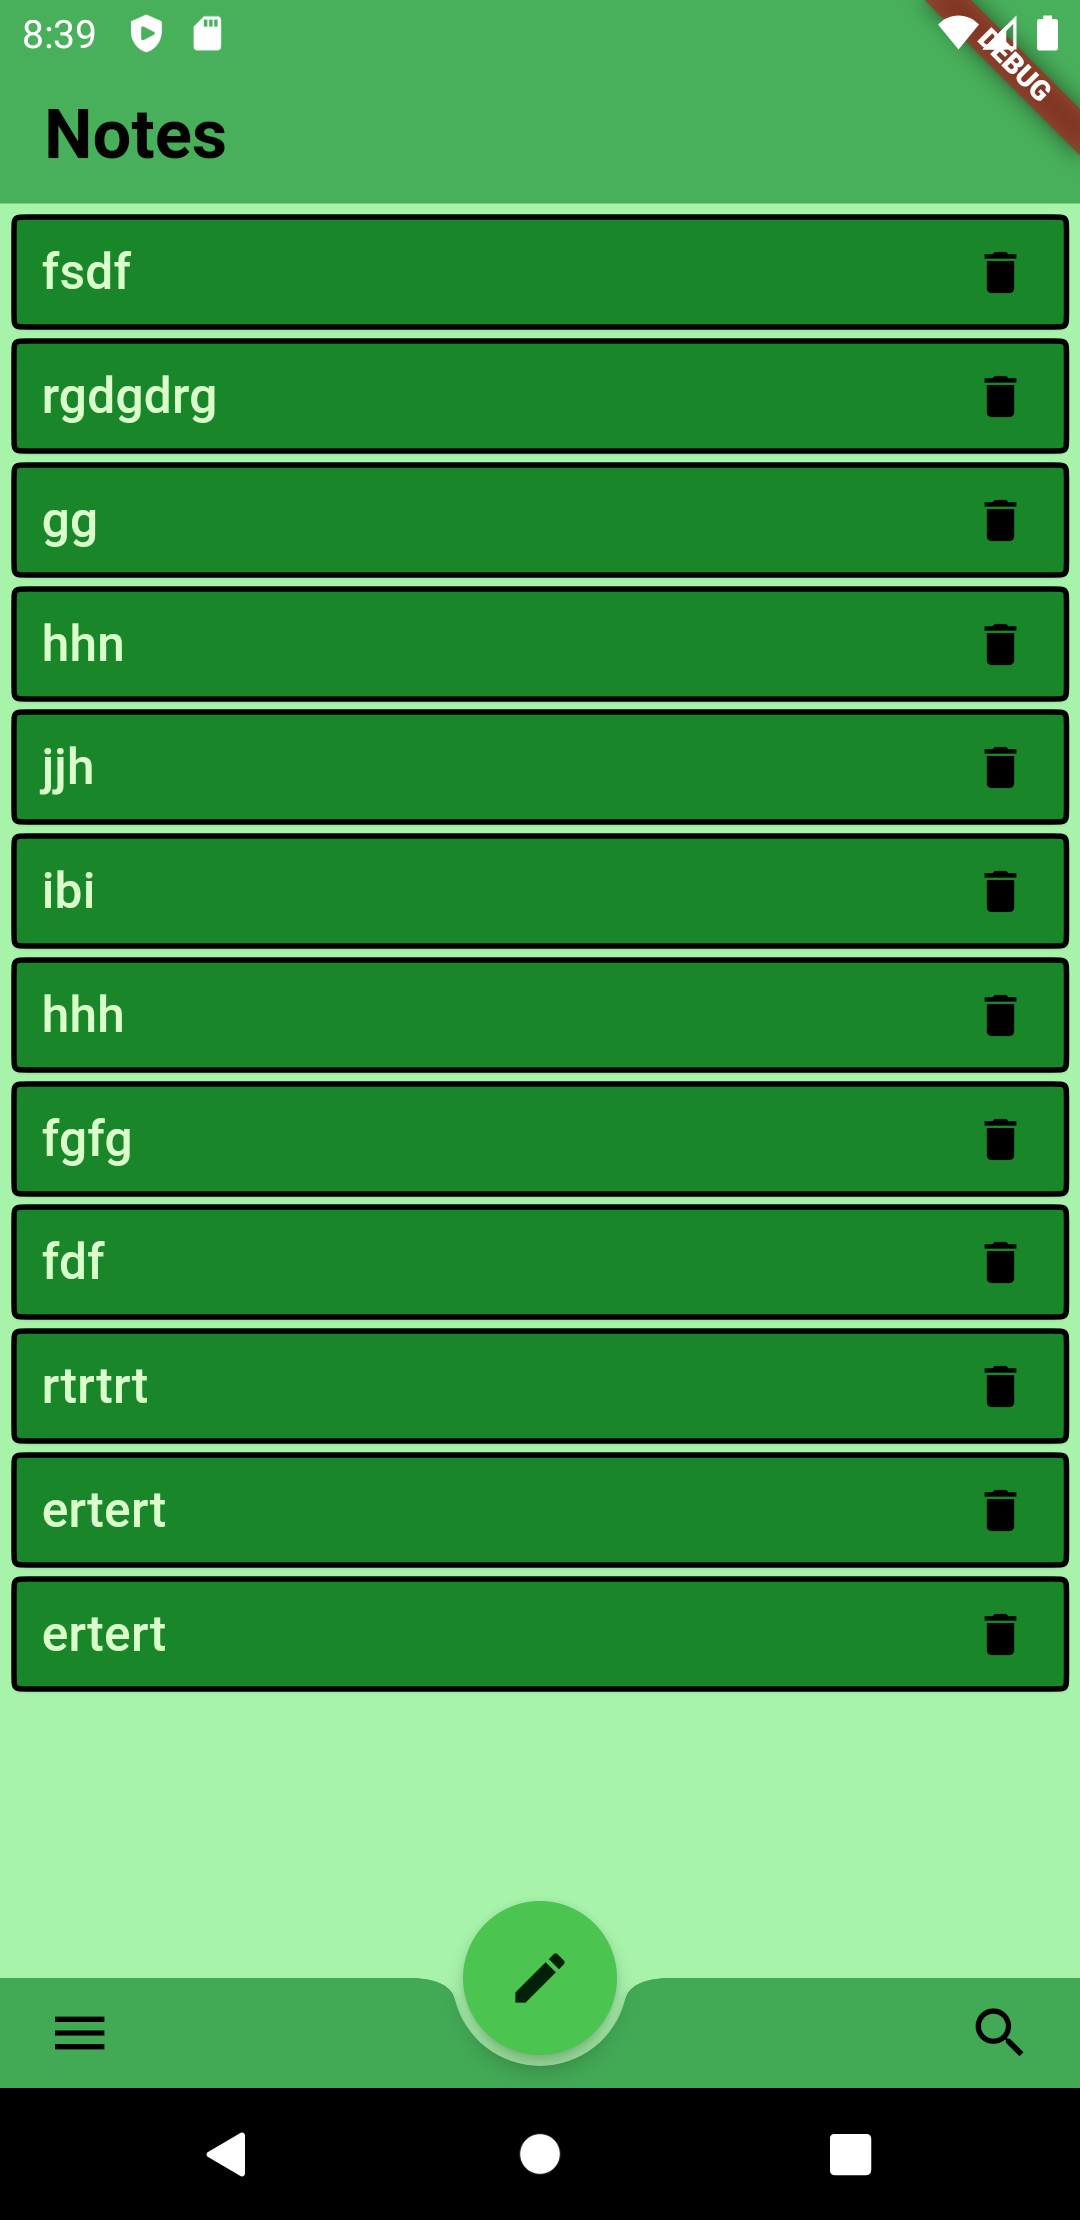 8:39
DEBUG
Notes
fsdf
rgdgdrg
gg
hhn
jjh
ibi
hhh
fgfg
fdf
rtrtrt
ertert
ertert